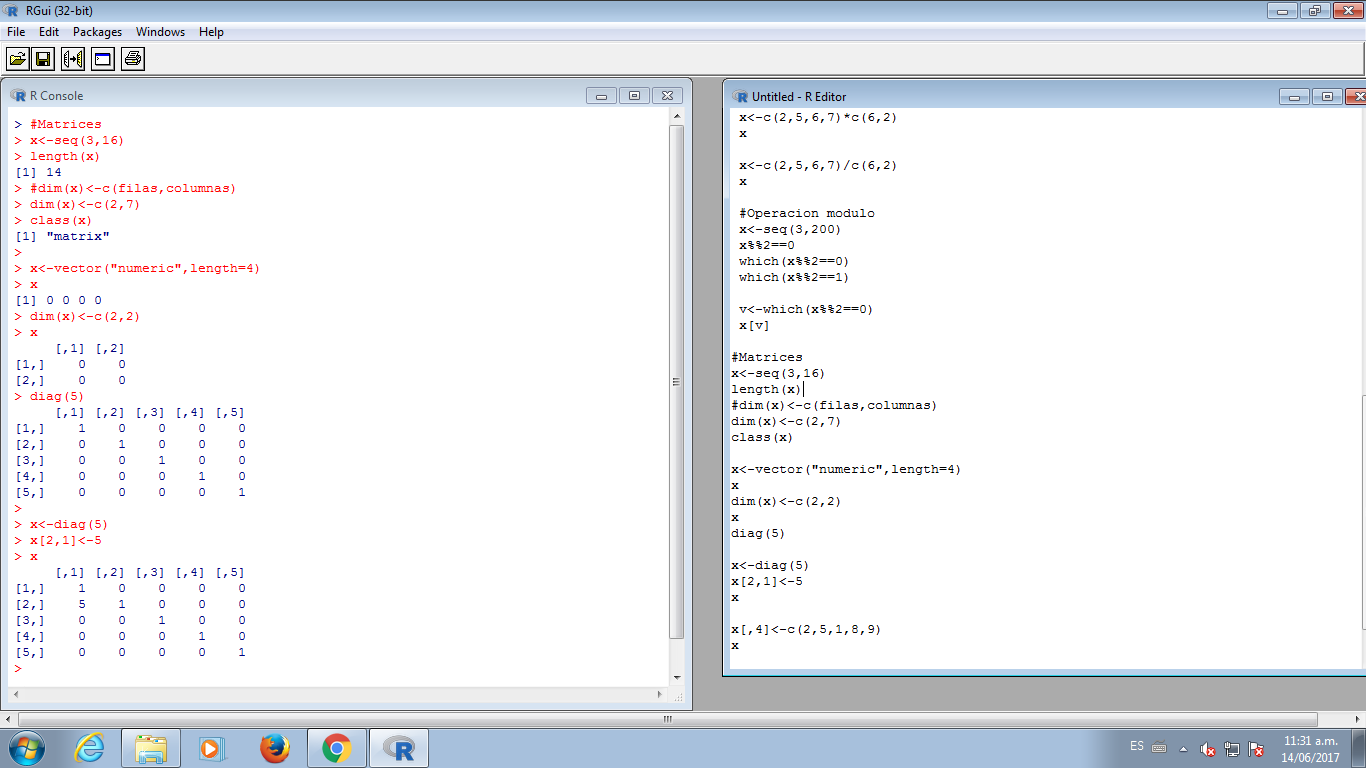 RGui (32-bit)
File Edit Packages Windows Help
R Console
> #Matrices
> x<-seq(3,16)
> length(x)
[1] 14
> #dim(x)<-c(filas,columnas)
> dim(x)<-c(2,7)
> class(x)
[1] "matrix"
>
> x<-vector("numeric",length=4)
> x
[1] 0 0 0 0
> dim(x)<-c(2,2)
> x
     [,1] [,2]
[1,]    0    0
[2,]    0    0
> diag(5)
     [,1] [,2] [,3] [,4] [,5]
[1,]    1    0    0    0    0
[2,]    0    1    0    0    0
[3,]    0    0    1    0    0
[4,]    0    0    0    1    0
[5,]    0    0    0    0    1
>
> x<-diag(5)
> x[2,1]<-5
> x
     [,1] [,2] [,3] [,4] [,5]
[1,]    1    0    0    0    0
[2,]    5    1    0    0    0
[3,]    0    0    1    0    0
[4,]    0    0    0    1    0
[5,]    0    0    0    0    1
>
Untitled - R Editor
x<-c(2,5,6,7)*c(6,2)
x
x<-c(2,5,6,7)/c(6,2)
x
#Operacion modulo
x<-seq(3,200)
x%%2==0
which(x%%2==0)
which(x%%2==1)
v<-which(x%%2==0)
x[v]
#Matrices
x<-seq(3,16)
length(x)
#dim(x)<-c(filas,columnas)
dim(x)<-c(2,7)
class(x)
x<-vector("numeric",length=4)
x
dim(x)<-c(2,2)
x
diag(5)
x<-diag(5)
x[2,1]<-5
x
x[,4]<-c(2,5,1,8,9)
x
ES
11:31 a.m.
14/06/2017